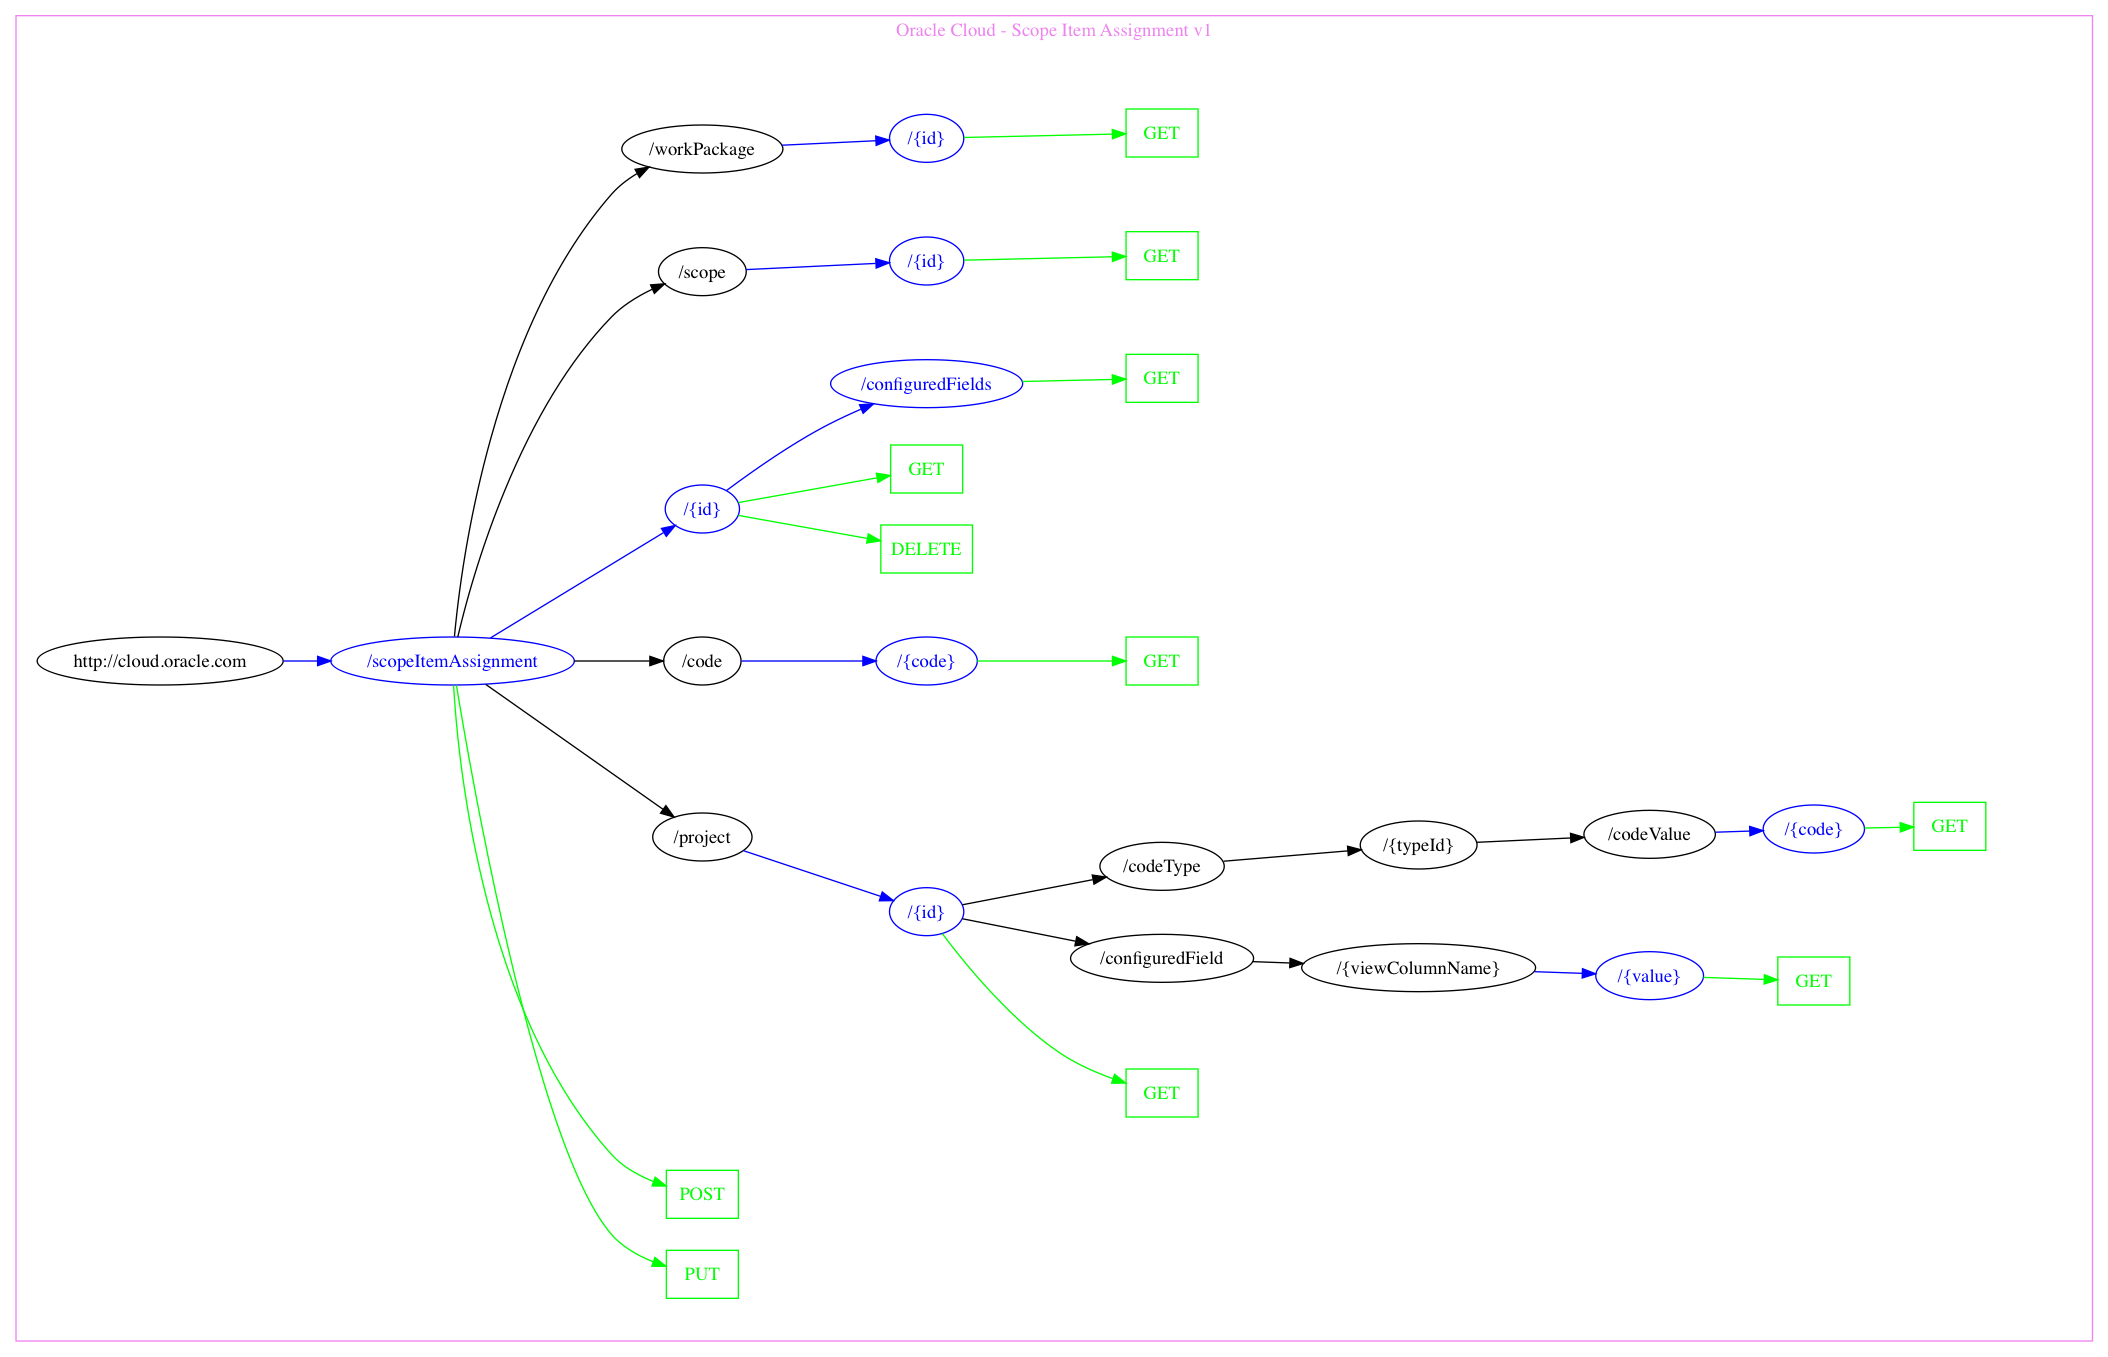 Oracle Cloud - Scope Item Assignment v1
/workPackage
/{id}
GET
/scope
/{id}
GET
/configuredFields
GET
GET
/{id}
DELETE
http://cloud.oracle.com
/scopeItemAssignment
/code
/{code}
GET
/project
/codeType
/{typeId}
/codeValue
/{code}
GET
/{id}
/configuredField
/{viewColumnName}
/{value}
GET
GET
POST
PUT